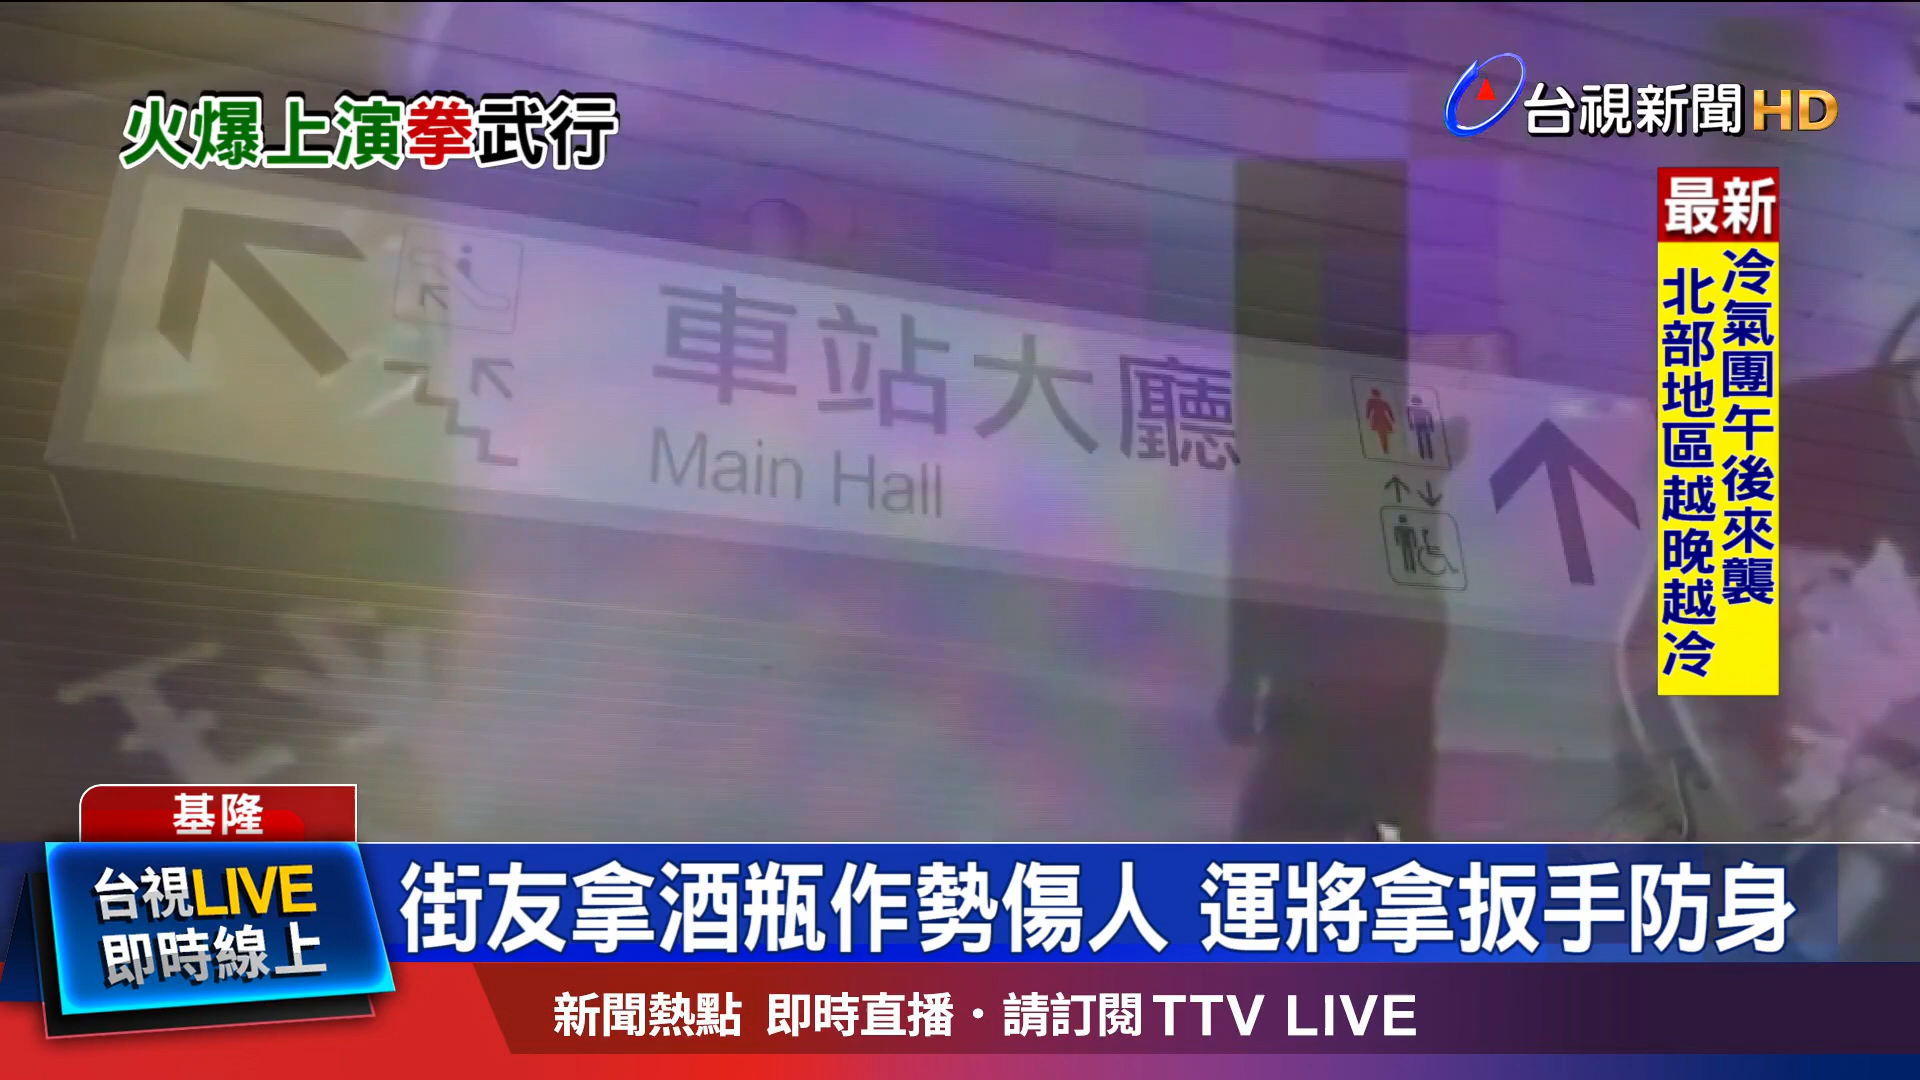 火爆上演拳武行
台視新聞HD
最新
冷氣團午後來襲
北部地區越晚越冷
車站大廳
Main Hall
基隆
台視LIVE
即時線上
街友拿酒瓶作勢傷人 運將拿扳手防身
新聞熱點 即時直播・請訂閱TTV LIVE